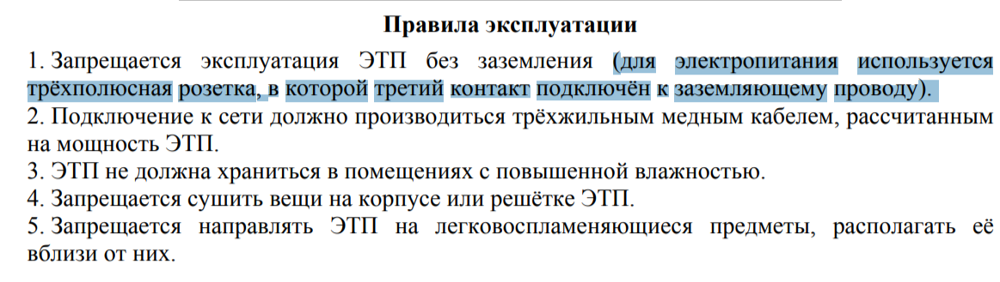 Правила эксплуатации
1. Запрещается эксплуатация ЭТП без заземления (для электропитания используется
трёхполюсная розетка, в которой третий контакт подключён к заземляющему проводу).
2. Подключение к сети должно производиться трёхжильным медным кабелем, рассчитанным
на мощность ЭТП.
3. ЭТП не должна храниться в помещениях с повышенной влажностью.
4. Запрещается сушить вещи на корпусе или решётке ЭТП.
5. Запрещается направлять ЭТП на легковоспламеняющиеся предметы, располагать её
вблизи от них.